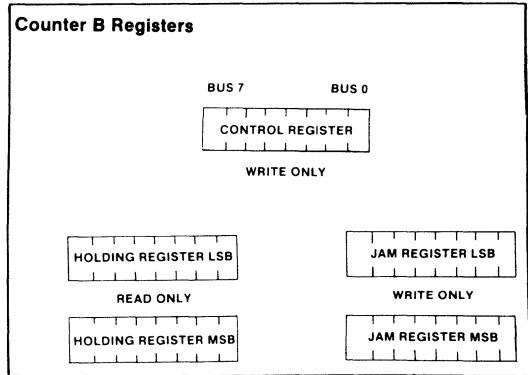 Counter B Registers
BUS 7 BUS 0
CONTROL REGISTER
WRITE ONLY
HOLDING REGISTER LSB JAM REGISTER LSB
READ ONLY WRITE ONLY
HOLDING REGISTER MSB JAM REGISTER MSB